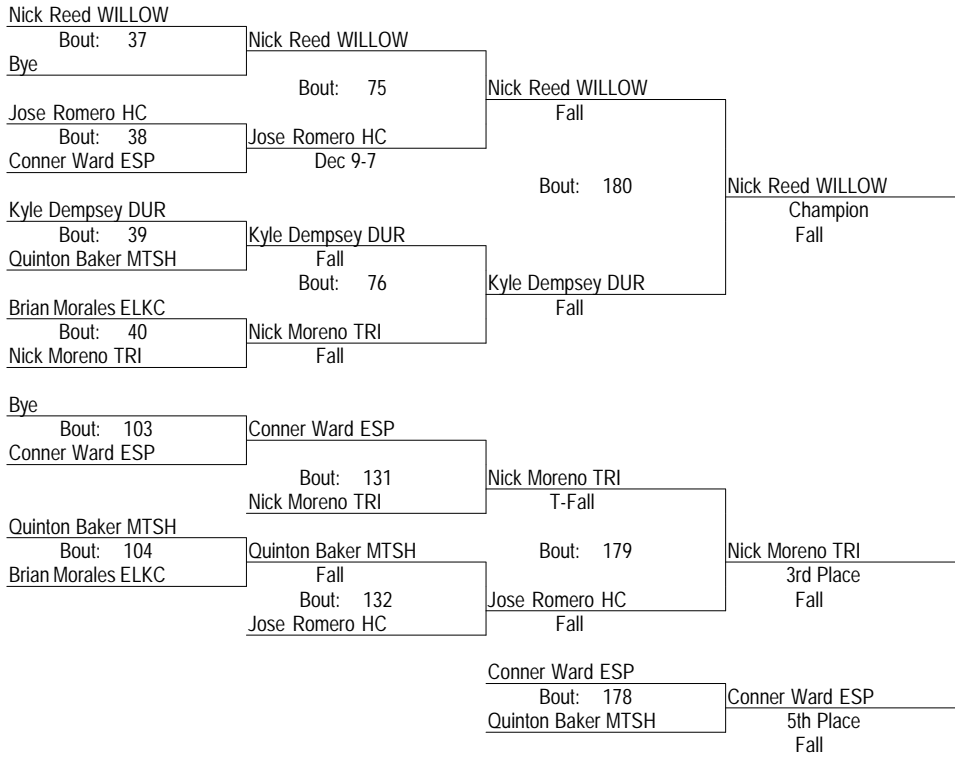 Nick Reed WILLOW
Bout: 37
Nick Reed WILLOW
Bye
Bout: 75
Nick Reed WILLOW
Jose Romero HC
Fall
Bout: 38
Jose Romero HC
Conner Ward ESP
Dec 9-7
Bout: 180
Nick Reed WILLOW
Kyle Dempsey DUR
Champion
Bout: 39
Kyle Dempsey DUR
Fall
Quinton Baker MTSH
Fall
Bout: 76
Kyle Dempsey DUR
Brian Morales ELKC
Fall
Bout: 40
Nick Moreno TRI
Nick Moreno TRI
Fall
Bye
Bout: 103
Conner Ward ESP
Conner Ward ESP
Bout: 131
Nick Moreno TRI
Nick Moreno TRI
T-Fall
Quinton Baker MTSH
Bout: 104
Quinton Baker MTSH
Bout: 179
Nick Moreno TRI
Brian Morales ELKC
Fall
3rd Place
Bout: 132
Jose Romero HC
Fall
Jose Romero HC
Fall
Conner Ward ESP
Bout: 178
Conner Ward ESP
Quinton Baker MTSH
5th Place
Fall